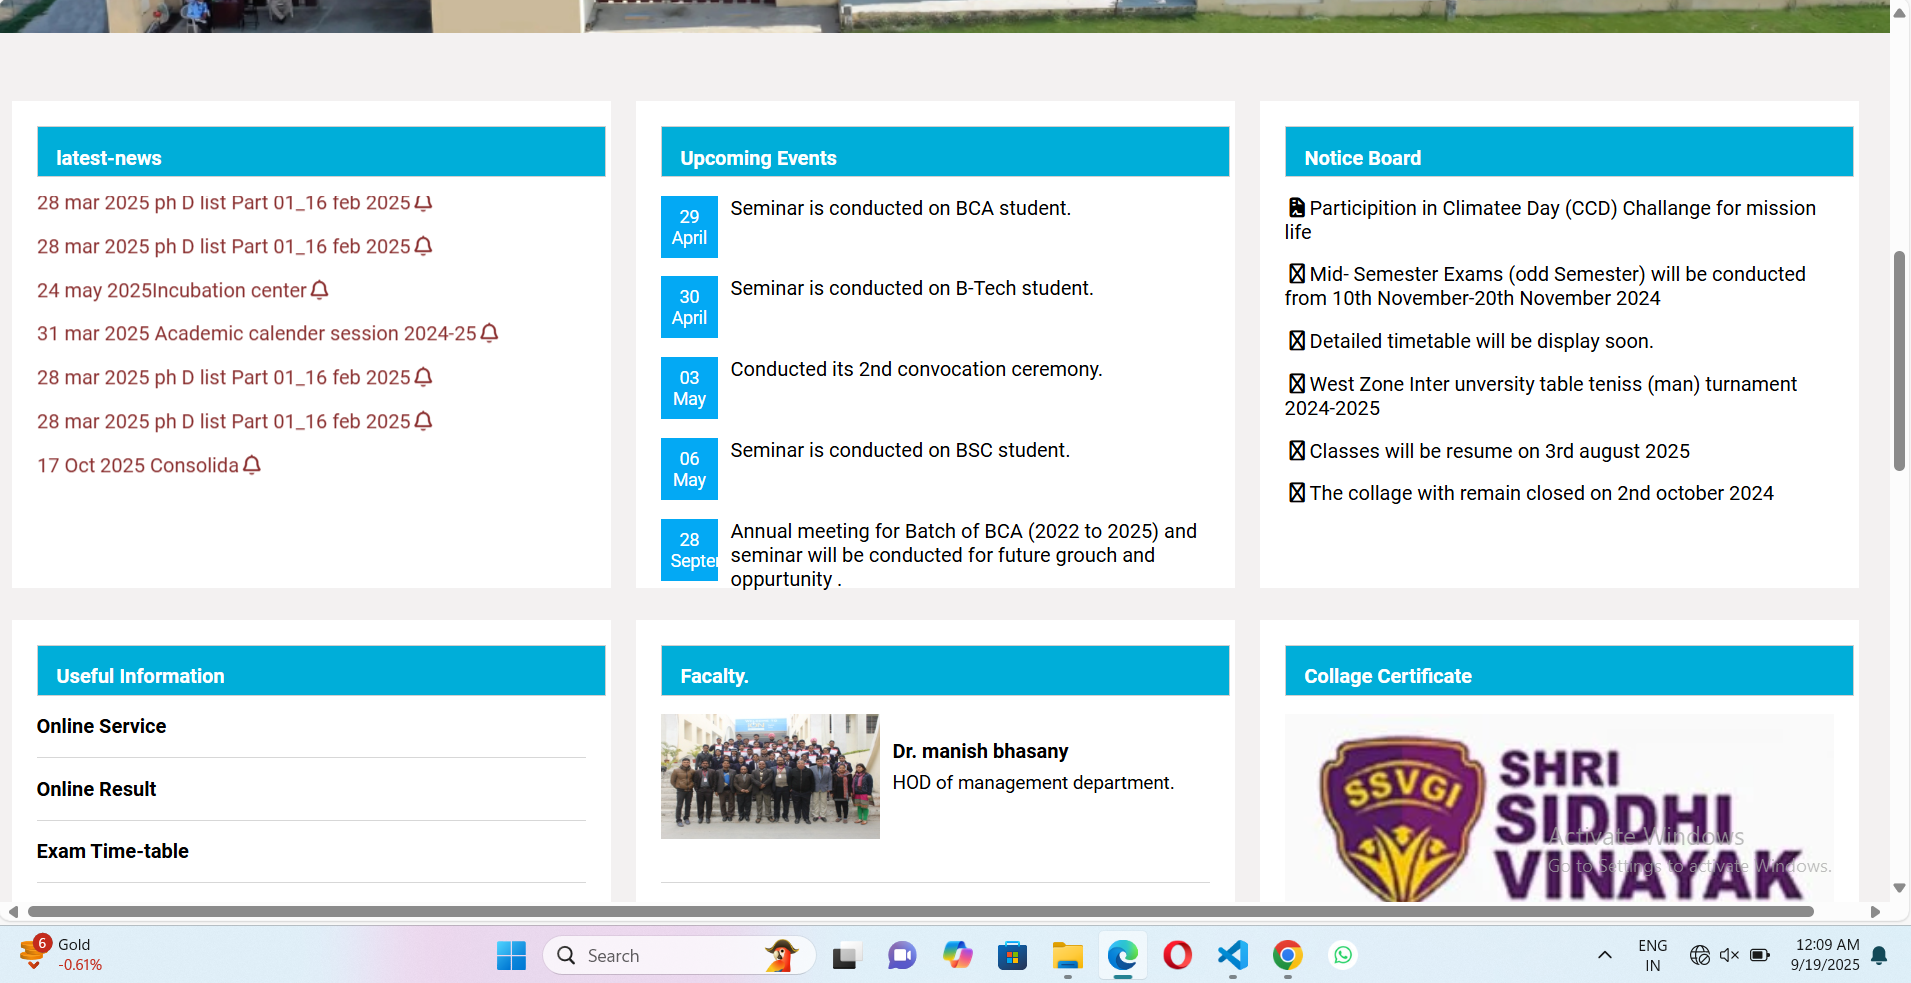 latest-news
28 mar 2025 ph D list Part 01_16 feb 2025
28 mar 2025 ph D list Part 01_16 feb 2025
24 may 2025Incubation center
31 mar 2025 Academic calender session 2024-25
28 mar 2025 ph D list Part 01_16 feb 2025
28 mar 2025 ph D list Part 01_16 feb 2025
17 Oct 2025 Consolida
Upcoming Events
29
April
Seminar is conducted on BCA student.
30
April
Seminar is conducted on B-Tech student.
03
May
Conducted its 2nd convocation ceremony.
06
May
Seminar is conducted on BSC student.
28
Septe
Annual meeting for Batch of BCA (2022 to 2025) and
seminar will be conducted for future grouch and
oppurtunity .
Notice Board
Participition in Climatee Day (CCD) Challange for mission
life
Mid- Semester Exams (odd Semester) will be conducted
from 10th November-20th November 2024
Detailed timetable will be display soon.
West Zone Inter unversity table teniss (man) turnament
2024-2025
Classes will be resume on 3rd august 2025
The collage with remain closed on 2nd october 2024
Useful Information
Online Service
Online Result
Exam Time-table
Facalty.
Dr. manish bhasany
HOD of management department.
Collage Certificate
SSVGI
SHRI
SIDDHI
VINAYAK
Activate Windows
Go to Settings to activate Windows.
6
Gold
-0.61%
Search
ENG
IN
12:09 AM
9/19/2025